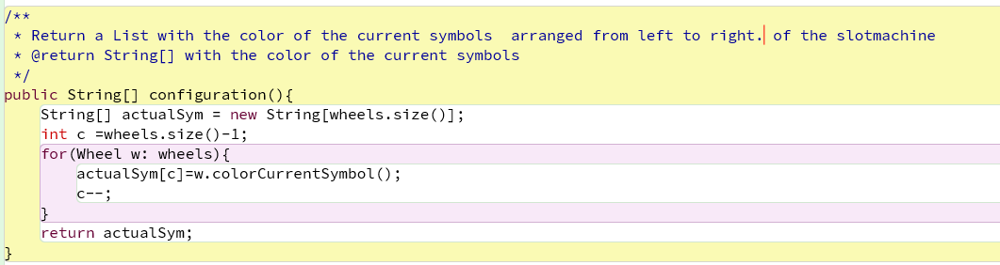 /**
 * Return a List with the color of the current symbols  arranged from left to right. of the slotmachine
 * @return String[] with the color of the current symbols
 */
public String[] configuration(){
    String[] actualSym = new String[wheels.size()];
    int c =wheels.size()-1;
    for(Wheel w: wheels){
        actualSym[c]=w.colorCurrentSymbol();
        c--;
    }
    return actualSym;
}